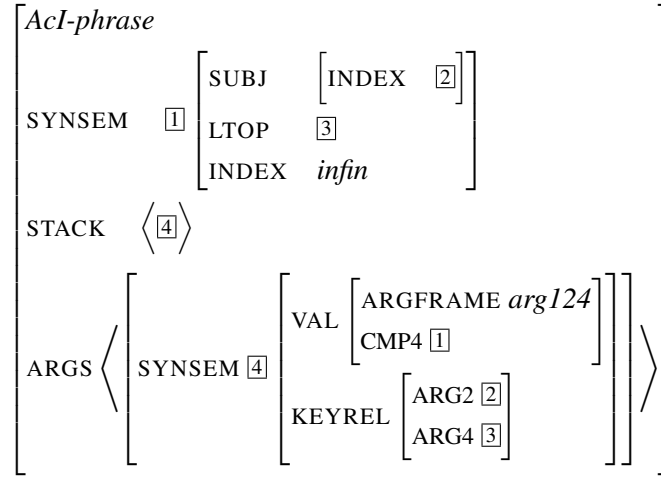 AcI-phrase
SYNSEM 1 SUBJ INDEX 2
LTOP 3
INDEX infin
STACK 4
ARGS SYNSEM 4 VAL ARGFRAME arg124
CMP4 1
KEYREL ARG2 2
ARG4 3